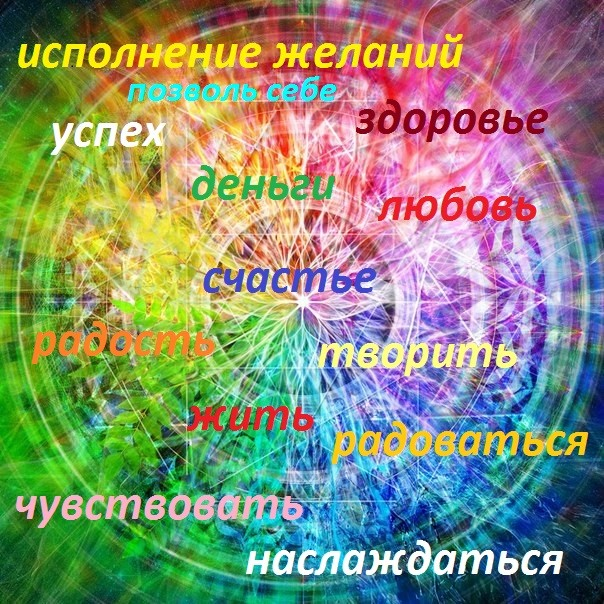 исполнение желаний
позволь себе
успех
здоровье
деньги
любовь
счастье
радость
творить
жить
радоваться
чувствовать
наслаждаться